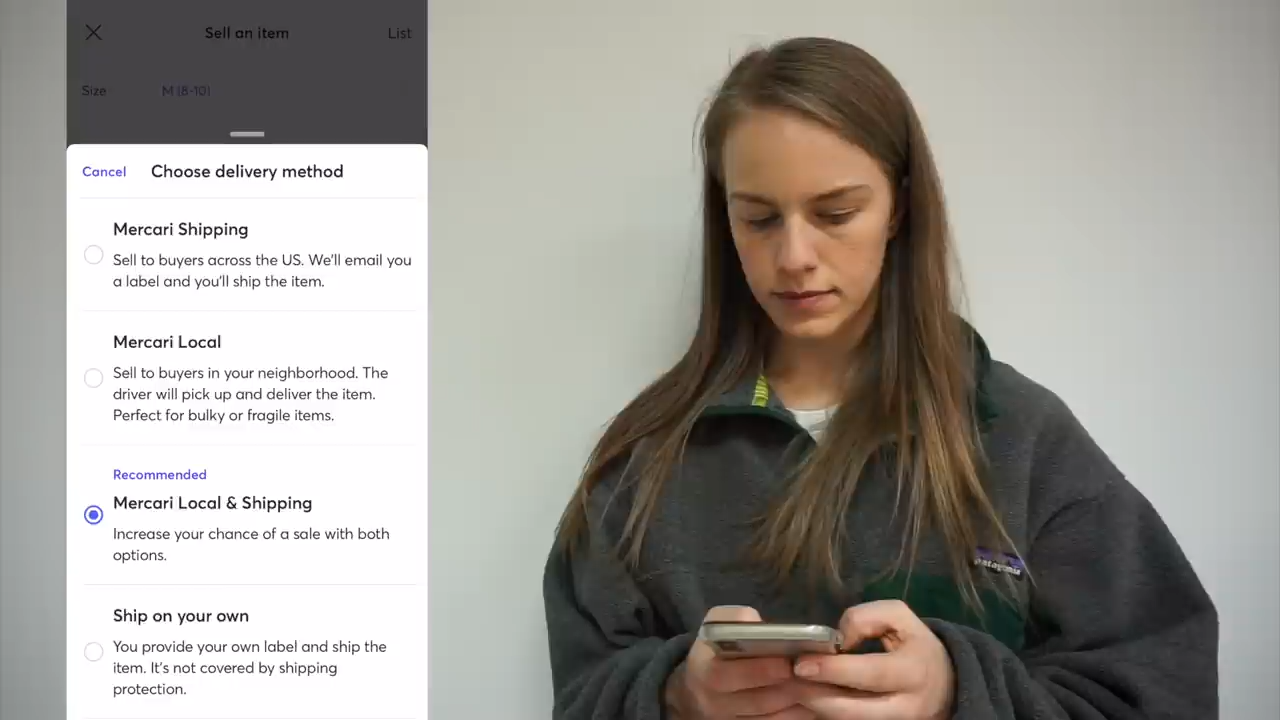 Sell an item
List
Size
M (8-10)
Cancel
Choose delivery method
Mercari Shipping
Sell to buyers across the US. We'll email you
a label and you'll ship the item.
Mercari Local
Sell to buyers in your neighborhood. The
driver will pick up and deliver the item.
Perfect for bulky or fragile items.
Recommended
Mercari Local & Shipping
Increase your chance of a sale with both
options.
Ship on your own
You provide your own label and ship the
item. It's not covered by shipping
protection.
patagonia